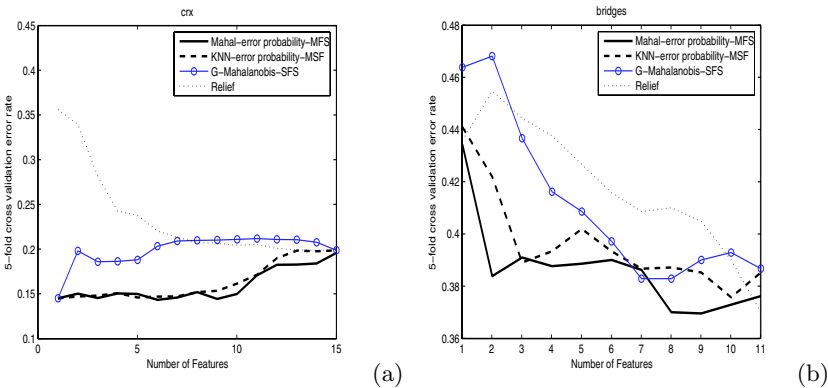 crx
0.45
0.4
0.35
0.3
0.25
0.2
0.15
0.1
0
5
10
15
5−fold cross validation error rate
Number of Features
Mahal−error probability−MFS
KNN−error probability−MSF
G−Mahalanobis−SFS
Relief
(a)
bridges
0.48
0.46
0.44
0.42
0.4
0.38
0.36
1
2
3
4
5
6
7
8
9
10
11
5−fold cross validation error rate
Number of Features
Mahal−error probability−MFS
KNN−error probability−MSF
G−Mahalanobis−SFS
Relief
(b)